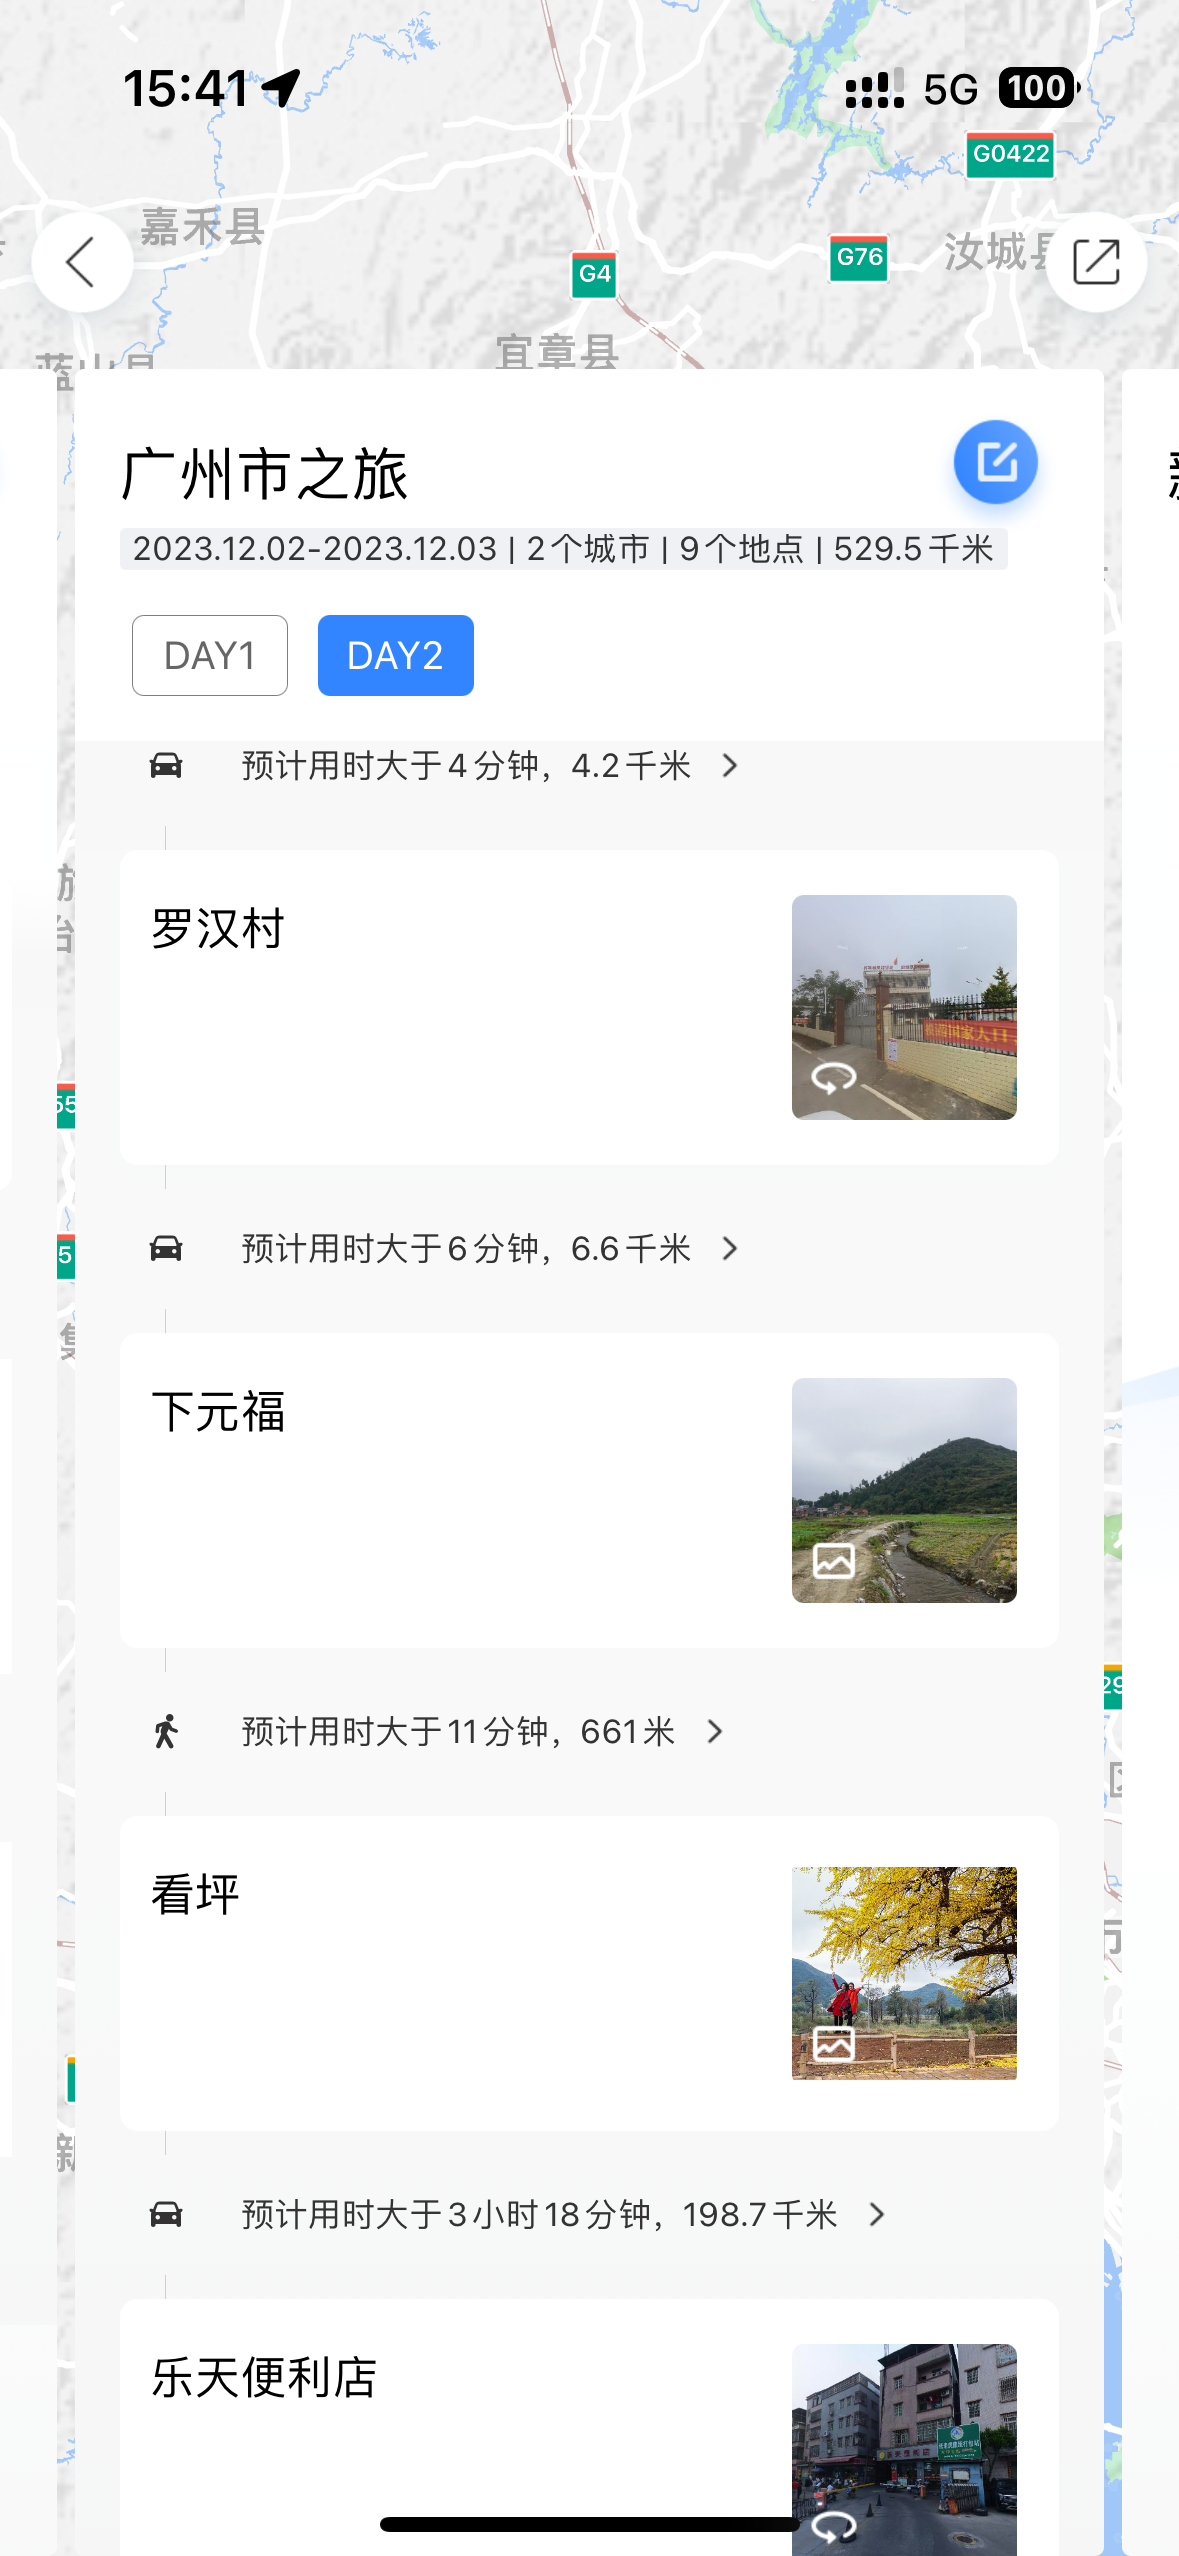 15:41
5G
100
G0422
嘉禾县
G76
汝城县
G4
宜章县
蓝山县
广州市之旅
2023.12.02-2023.12.03 | 2个城市 | 9个地点 | 529.5千米
DAY1
DAY2
预计用时大于4分钟，4.2千米
罗汉村
预计用时大于6分钟，6.6千米
下元福
预计用时大于11分钟，661米
看坪
预计用时大于3小时18分钟，198.7千米
乐天便利店